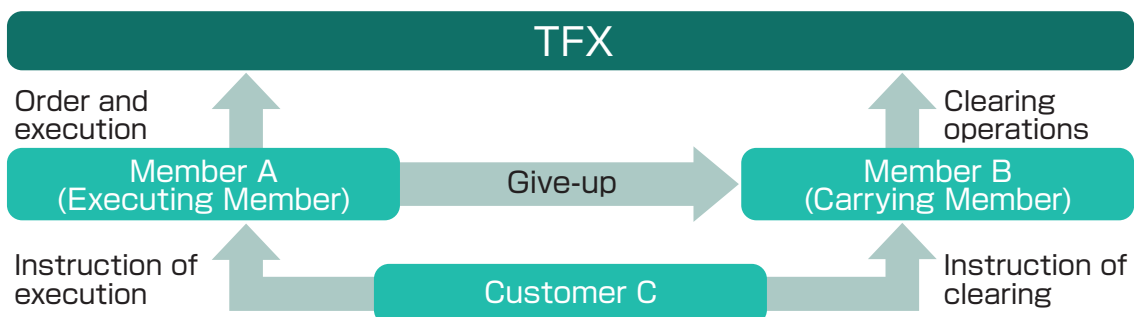 TFX
Order and
execution
Clearing
operations
Member A
(Executing Member)
Give-up
Member B
(Carrying Member)
Instruction of
execution
Customer C
Instruction of
clearing